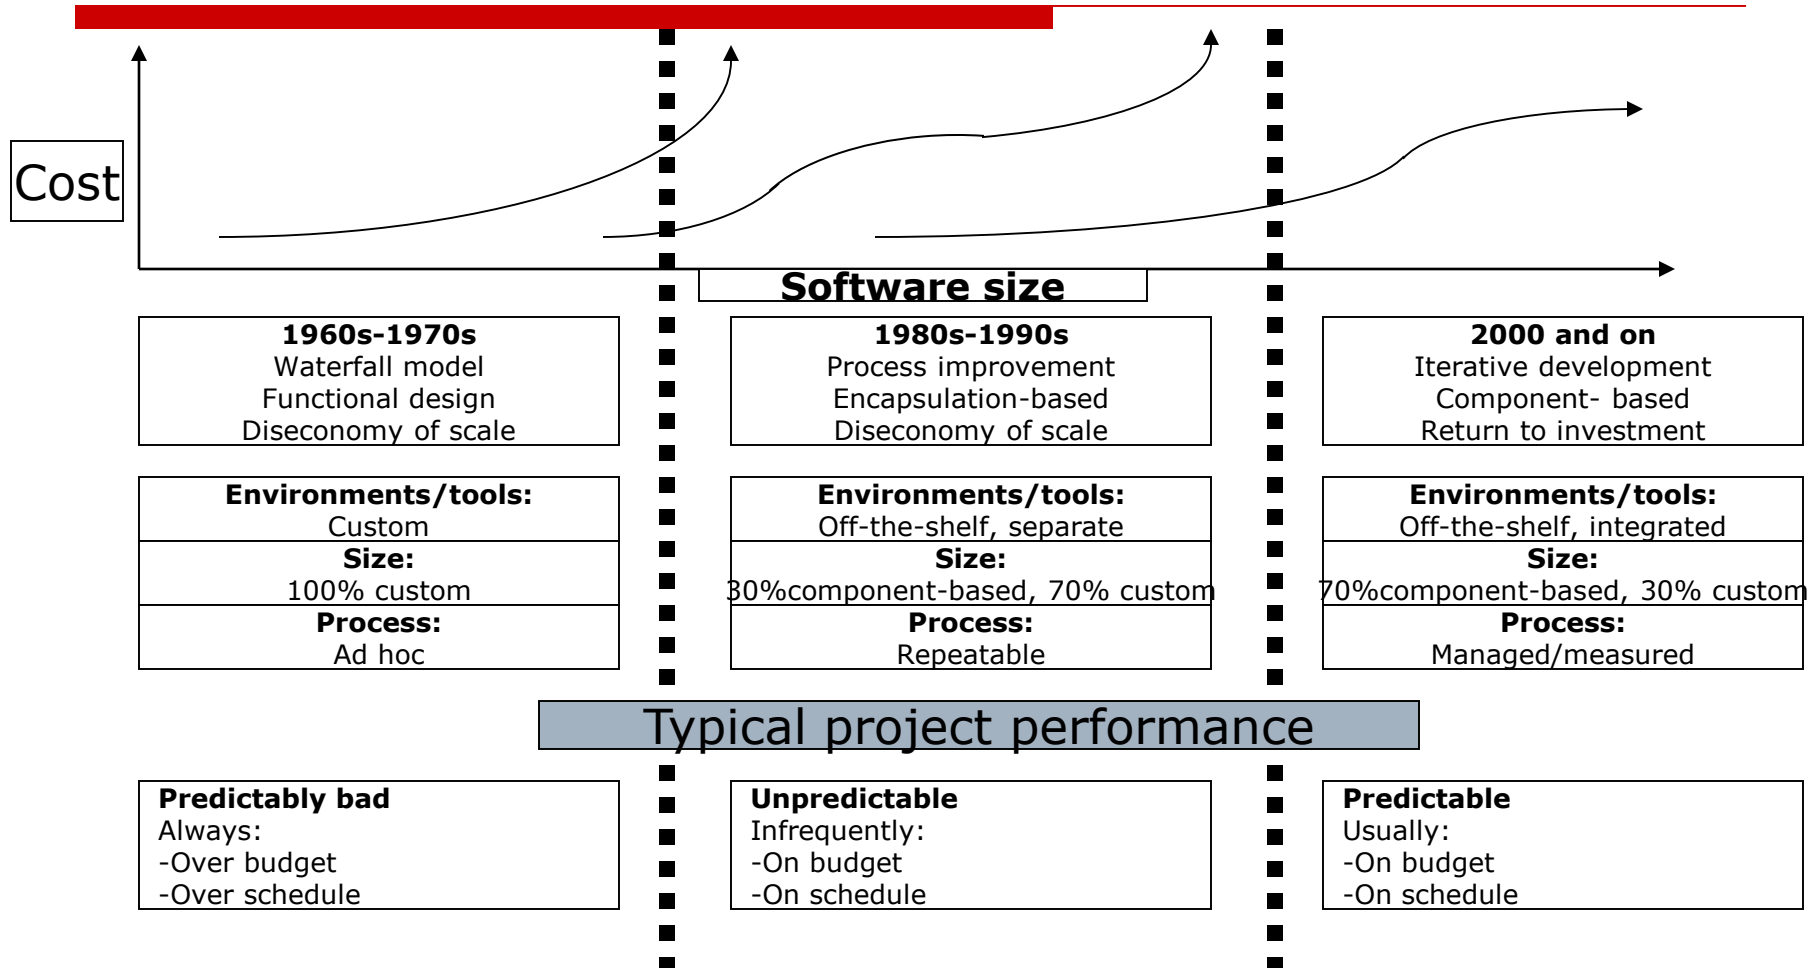 Cost
Software size
1960s-1970s
Waterfall model
Functional design
Diseconomy of scale
1980s-1990s
Process improvement
Encapsulation-based
Diseconomy of scale
2000 and on
Iterative development
Component- based
Return to investment
Environments/tools:
Custom
Size:
100% custom
Process:
Ad hoc
Environments/tools:
Off-the-shelf, separate
Size:
30%component-based, 70% custom
Process:
Repeatable
Environments/tools:
Off-the-shelf, integrated
Size:
70%component-based, 30% custom
Process:
Managed/measured
Typical project performance
Predictably bad
Always:
-Over budget
-Over schedule
Unpredictable
Infrequently:
-On budget
-On schedule
Predictable
Usually:
-On budget
-On schedule